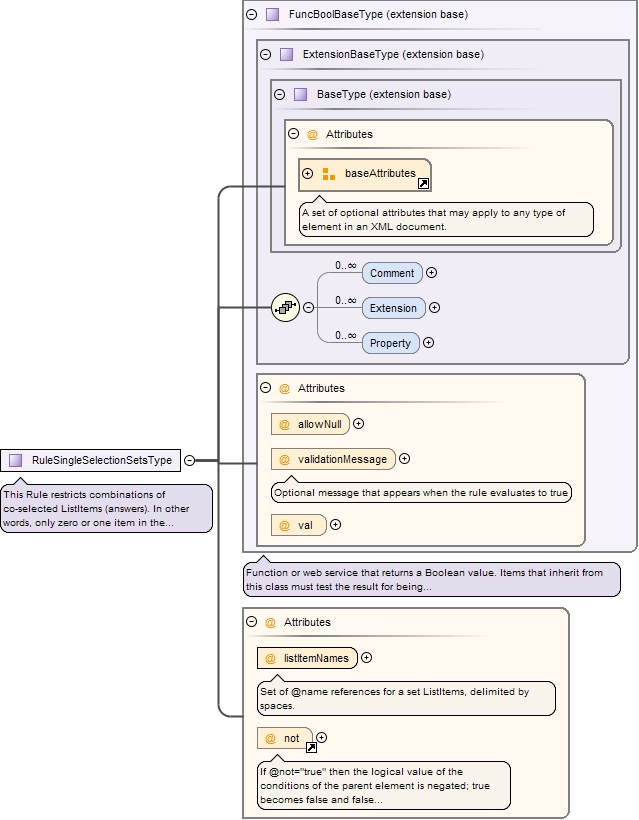 FuncBoolBaseType (extension base)
ExtensionBaseType (extension base)
BaseType (extension base)
@ Attributes
baseAttributes
A set of optional attributes that may apply to any type of
element in an XML document.
0..∞
Comment
0..∞
Extension
0..∞
Property
@ Attributes
@ allowNull
@ validationMessage
Optional message that appears when the rule evaluates to true
@ val
RuleSingleSelectionSetsType
This Rule restricts combinations of
co-selected ListItems (answers). In other
words, only zero or one item in the...
Function or web service that returns a Boolean value. Items that inherit from
this class must test the result for being...
@ Attributes
@ listItemNames
Set of @name references for a set ListItems, delimited by
spaces.
@ not
If @not="true" then the logical value of the
conditions of the parent element is negated; true
becomes false and false...